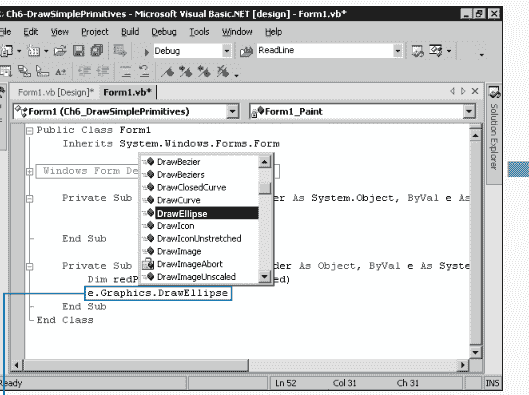 Ch6-DrawSimplePrimitives - Microsoft Visual Basic.NET [design] - Form1.vb*
File Edit View Project Build Debug Tools Window Help
Debug ReadLine
Form1.vb [Design]* Form1.vb*
Form1 (Ch6_DrawSimplePrimitives) Form1_Paint
Solution Explorer
Public Class Form1
Inherits System.Windows.Forms.Form
Windows Form De
DrawBezier
DrawBeziers
DrawClosedCurve
DrawCurve
DrawEllipse
DrawIcon
DrawIconUnstretched
DrawImage
DrawImageAbort
DrawImageUnscaled
Private Sub der As System.Object, ByVal e As
End Sub
Private Sub der As Object, ByVal e As Syste
Dim redP ed)
e.Graphics.DrawEllipse
End Sub
End Class
Ready Ln 52 Col 31 Ch 31 INS